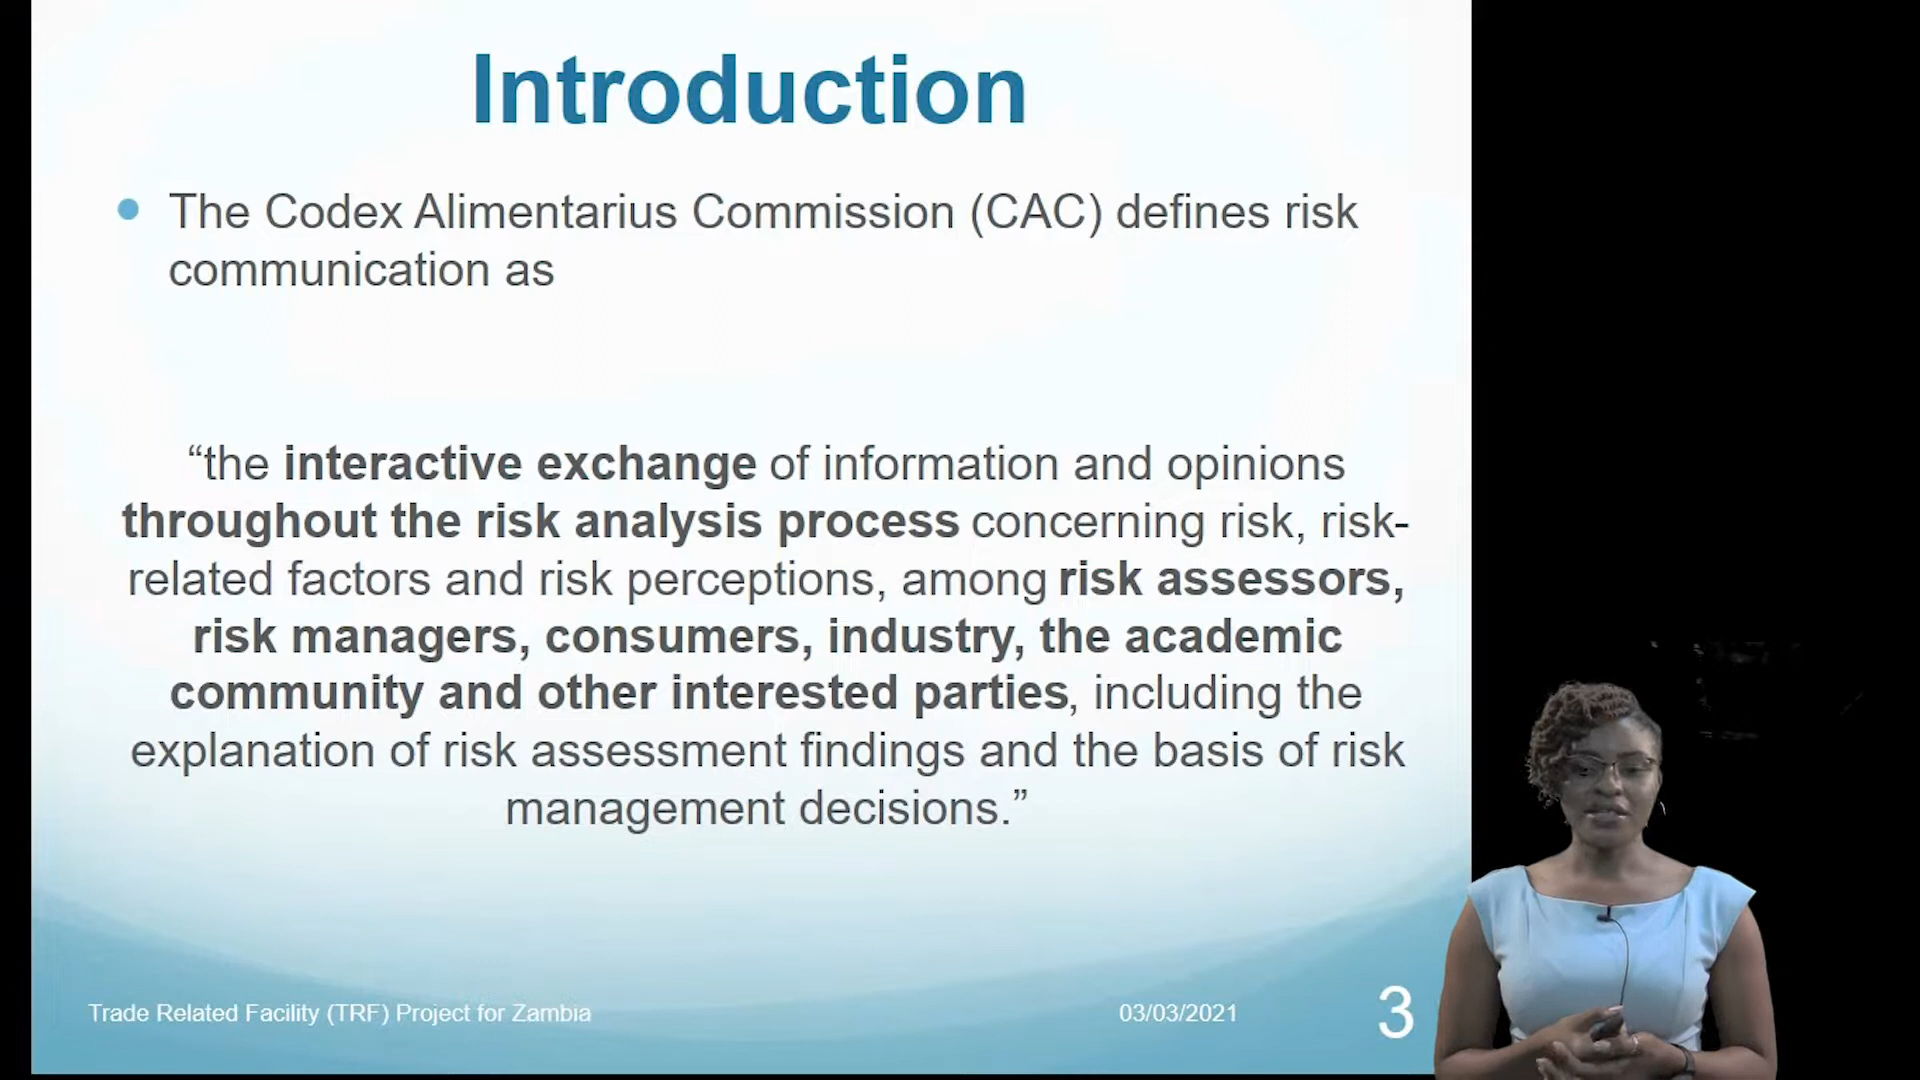 Introduction
The Codex Alimentarius Commission (CAC) defines risk
communication as
“the interactive exchange of information and opinions
throughout the risk analysis process concerning risk, risk-
related factors and risk perceptions, among risk assessors,
risk managers, consumers, industry, the academic
community and other interested parties, including the
explanation of risk assessment findings and the basis of risk
management decisions.”
Trade Related Facility (TRF) Project for Zambia
03/03/2021
3